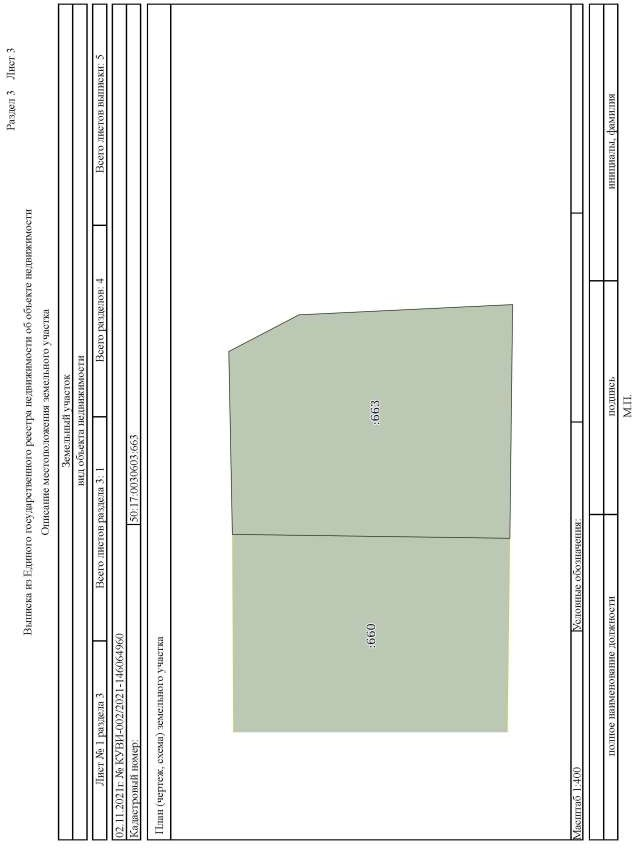 Раздел 3 Лист 3
Выписка из Единого государственного реестра недвижимости об объекте недвижимости
Описание местоположения земельного участка
Земельный участок
вид объекта недвижимости
Лист № 1 раздела 3 Всего листов раздела 3: 1 Всего разделов: 4 Всего листов выписки: 5
02.11.2021г. № КУВИ-002/2021-146064960
Кадастровый номер: 50:17:0030603:663
План (чертеж, схема) земельного участка
:660 :663
Масштаб 1:400 Условные обозначения:
полное наименование должности подпись инициалы, фамилия
М.П.